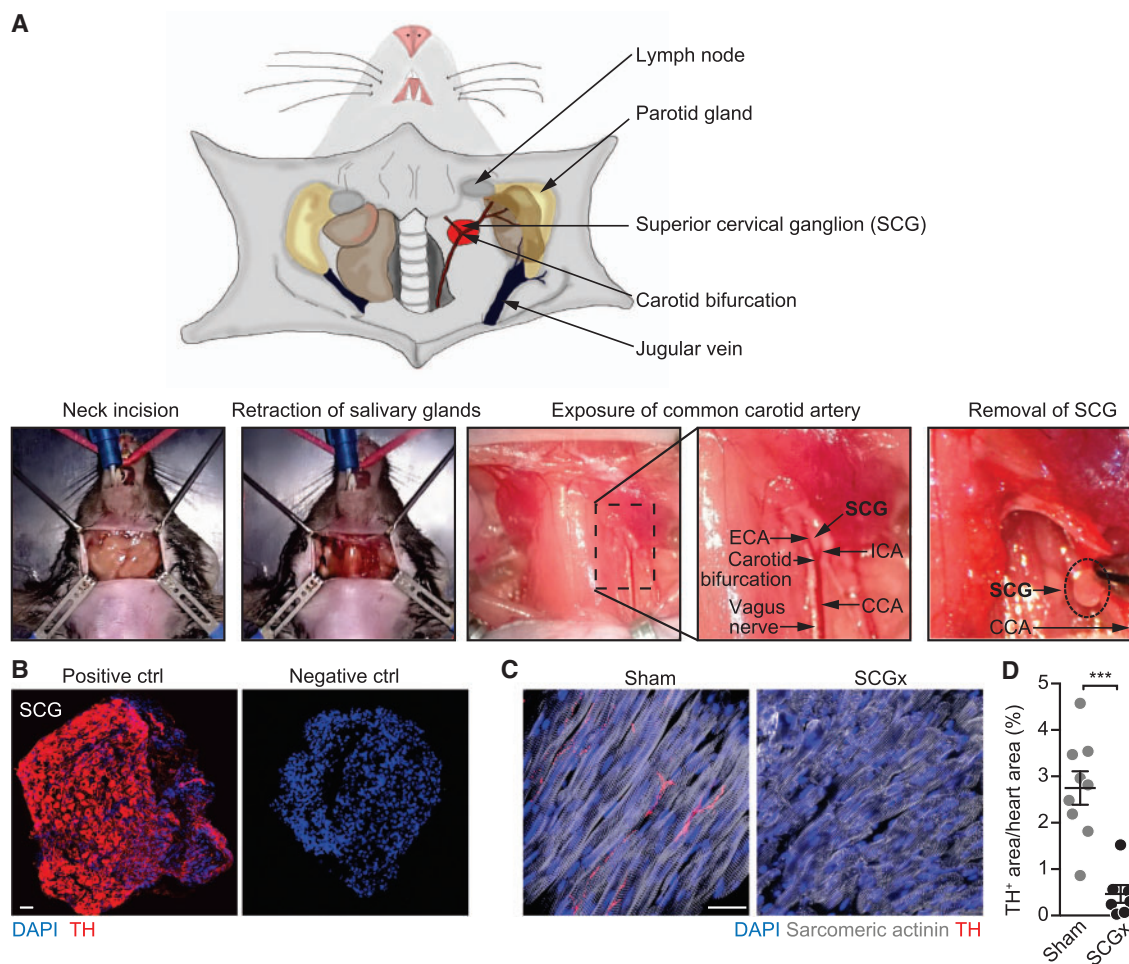 A
Lymph node
Parotid gland
Superior cervical ganglion (SCG)
Carotid bifurcation
Jugular vein
Neck incision
Retraction of salivary glands
Exposure of common carotid artery
Removal of SCG
SCG
ECA
ICA
Carotid
bifurcation
Vagus
nerve
CCA
SCG
CCA
B
Positive ctrl
Negative ctrl
SCG
DAPI TH
C
Sham
SCGx
DAPI Sarcomeric actinin TH
D
***
TH⁺ area/heart area (%)
5
4
3
2
1
0
Sham
SCGx